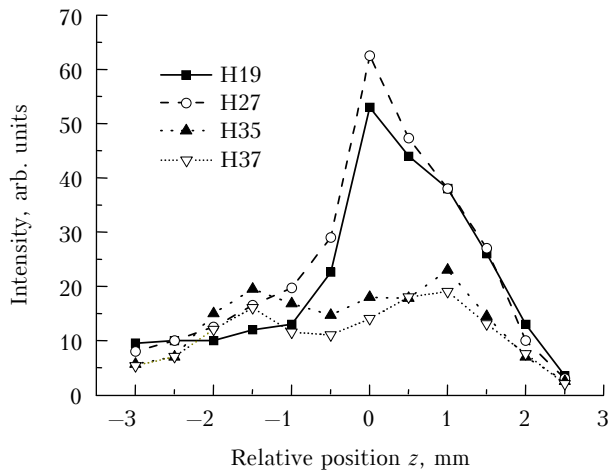 70
60
50
40
30
20
10
0
Intensity, arb. units
H19
H27
H35
H37
−3
−2
−1
0
1
2
3
Relative position z, mm